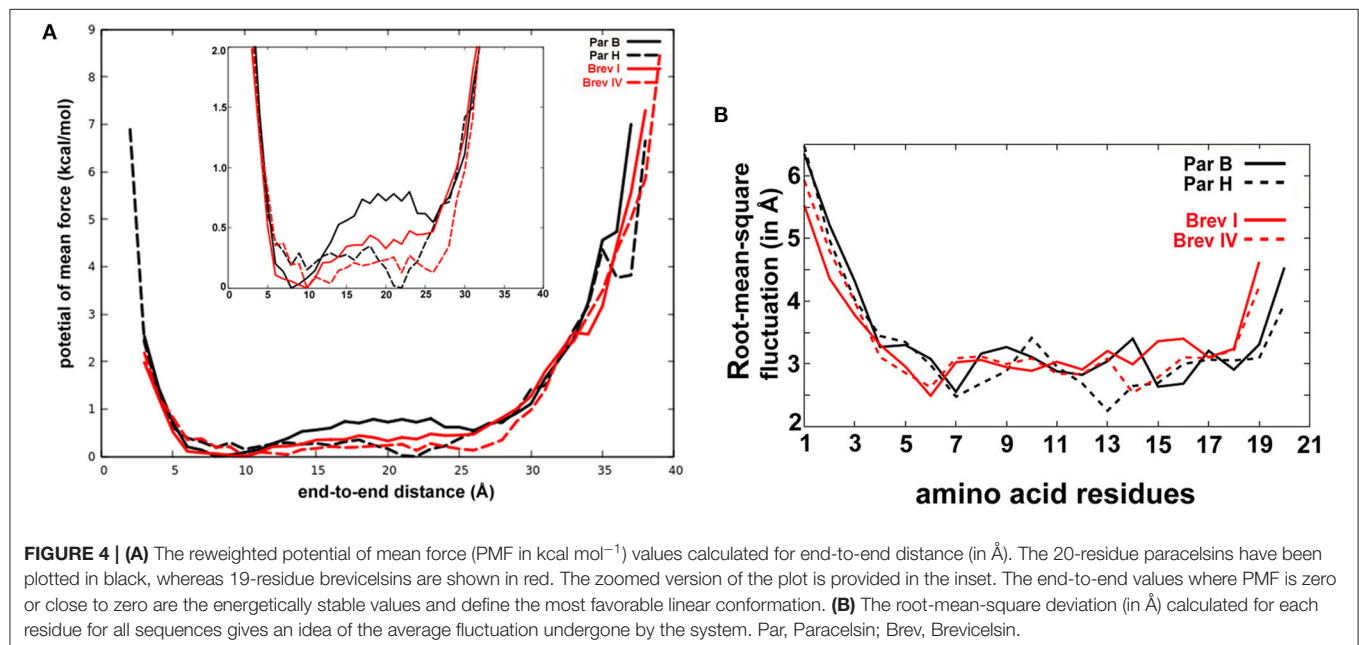 A
potetial of mean force (kcal/mol)
9
8
7
6
5
4
3
2
1
0
0 5 10 15 20 25 30 35 40
end-to-end distance (Å)
2.0
1.5
1.0
0.5
0
0 5 10 15 20 25 30 35 40
Par B
Par H
Brev I
Brev IV
B
Root-mean-square
fluctuation (in Å)
6
5
4
3
2
1 3 5 7 9 11 13 15 17 19 21
amino acid residues
Par B
Par H
Brev I
Brev IV
FIGURE 4 | (A) The reweighted potential of mean force (PMF in kcal mol−1) values calculated for end-to-end distance (in Å). The 20-residue paracelsins have been
plotted in black, whereas 19-residue brevicelsins are shown in red. The zoomed version of the plot is provided in the inset. The end-to-end values where PMF is zero
or close to zero are the energetically stable values and define the most favorable linear conformation. (B) The root-mean-square deviation (in Å) calculated for each
residue for all sequences gives an idea of the average fluctuation undergone by the system. Par, Paracelsin; Brev, Brevicelsin.